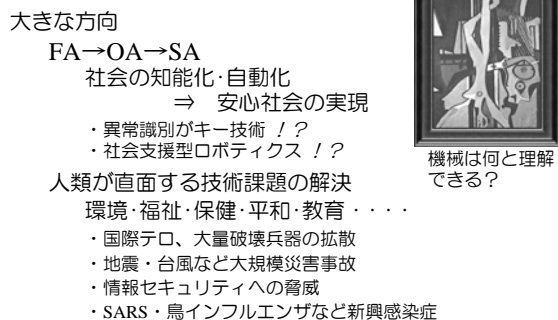 大きな方向
FA→OA→SA
社会の知能化･自動化
⇒ 安心社会の実現
・異常識別がキー技術 ！？
・社会支援型ロボティクス ！？
機械は何と理解
できる？
人類が直面する技術課題の解決
環境･福祉･保健･平和･教育････
・国際テロ、大量破壊兵器の拡散
・地震・台風など大規模災害事故
・情報セキュリティへの脅威
・SARS・鳥インフルエンザなど新興感染症